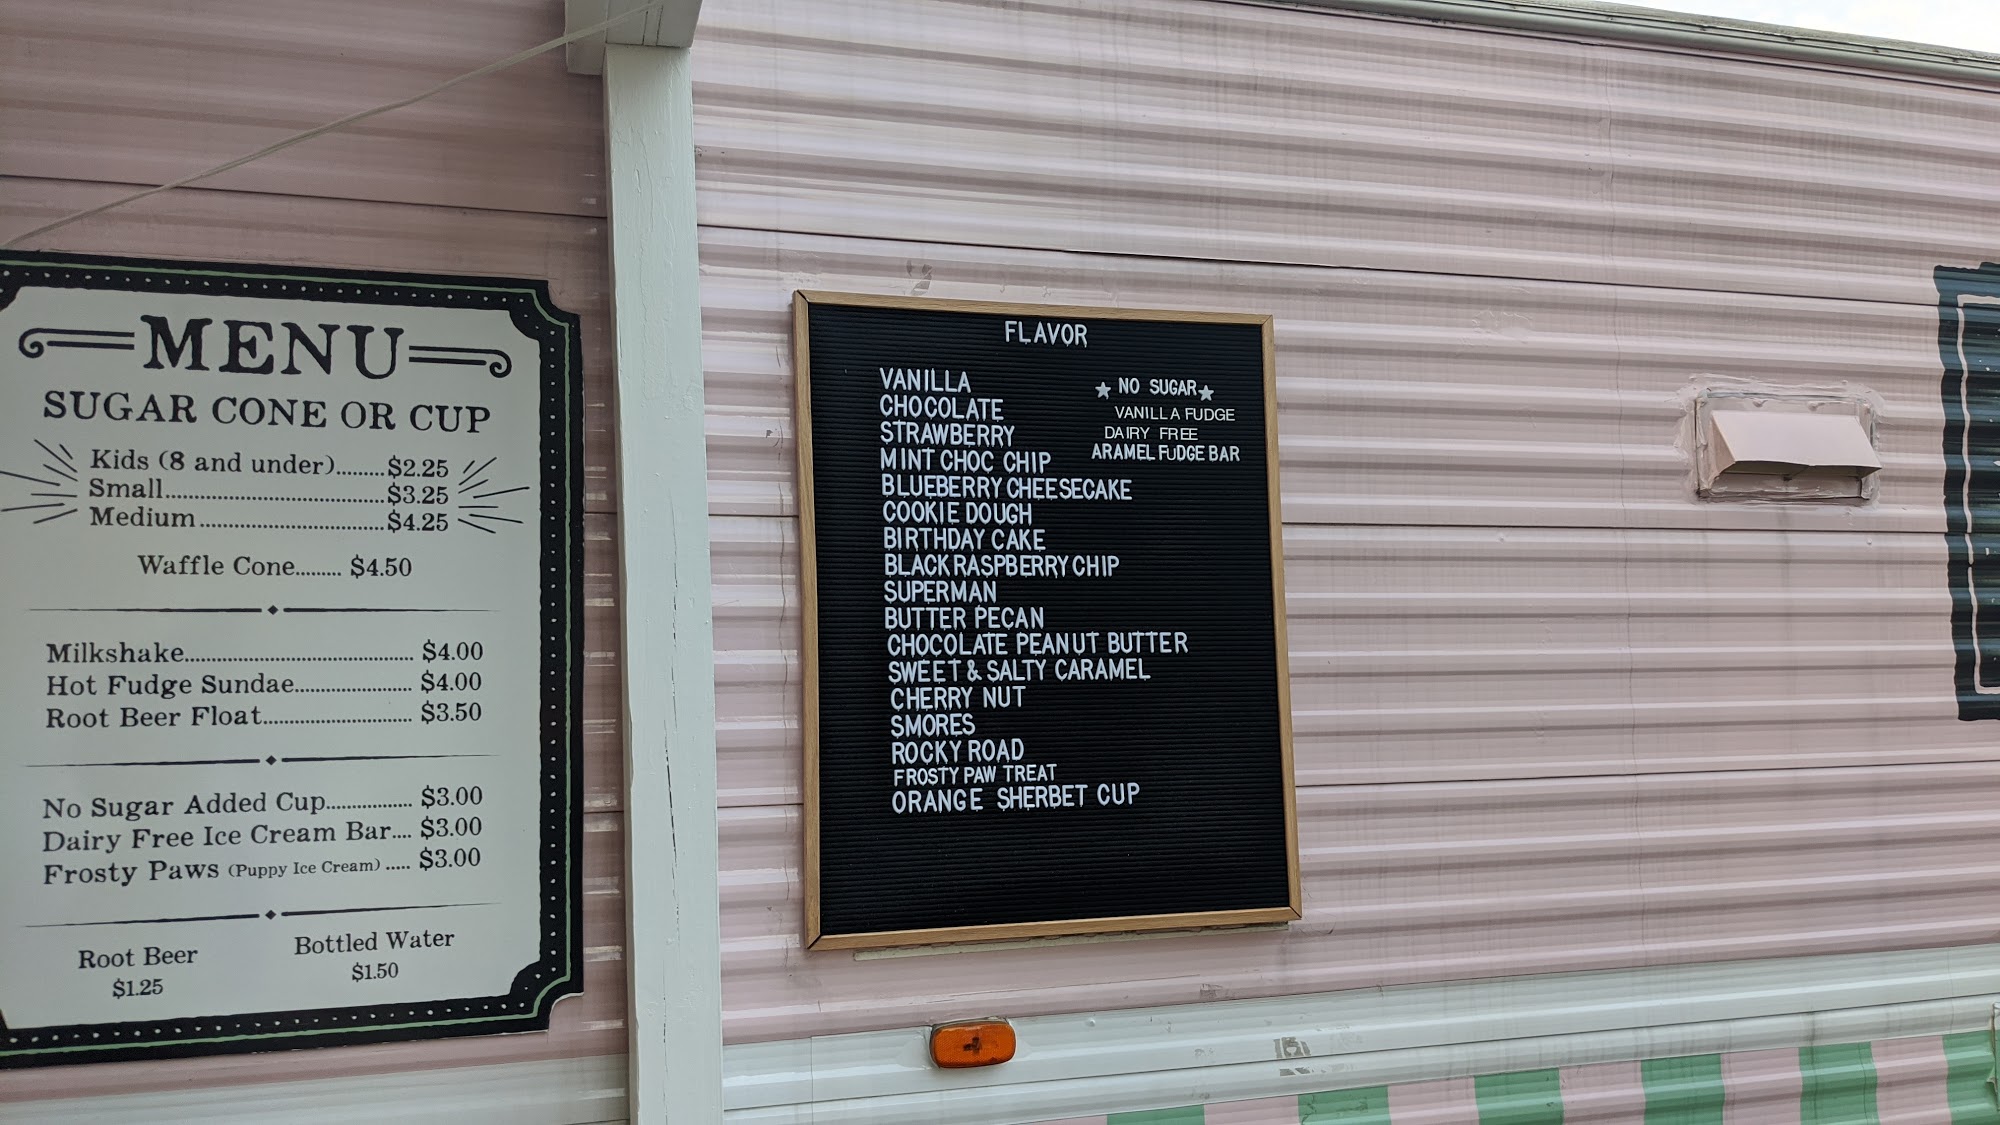 MENU
SUGAR CONE OR CUP
Kids (8 and under).........$2.25
Small.......................................$3.25
Medium.................................$4.25
Waffle Cone......... $4.50
Milkshake........................................... $4.00
Hot Fudge Sundae...................... $4.00
Root Beer Float............................ $3.50
No Sugar Added Cup................ $3.00
Dairy Free Ice Cream Bar.... $3.00
Frosty Paws (Puppy Ice Cream) ..... $3.00
Root Beer
$1.25
Bottled Water
$1.50
FLAVOR
VANILLA
CHOCOLATE
STRAWBERRY
MINT CHOC CHIP
BLUEBERRY CHEESECAKE
COOKIE DOUGH
BIRTHDAY CAKE
BLACK RASPBERRY CHIP
SUPERMAN
BUTTER PECAN
CHOCOLATE PEANUT BUTTER
SWEET & SALTY CARAMEL
CHERRY NUT
SMORES
ROCKY ROAD
FROSTY PAW TREAT
ORANGE SHERBET CUP
★ NO SUGAR ★
VANILLA FUDGE
DAIRY FREE
ARAMEL FUDGE BAR